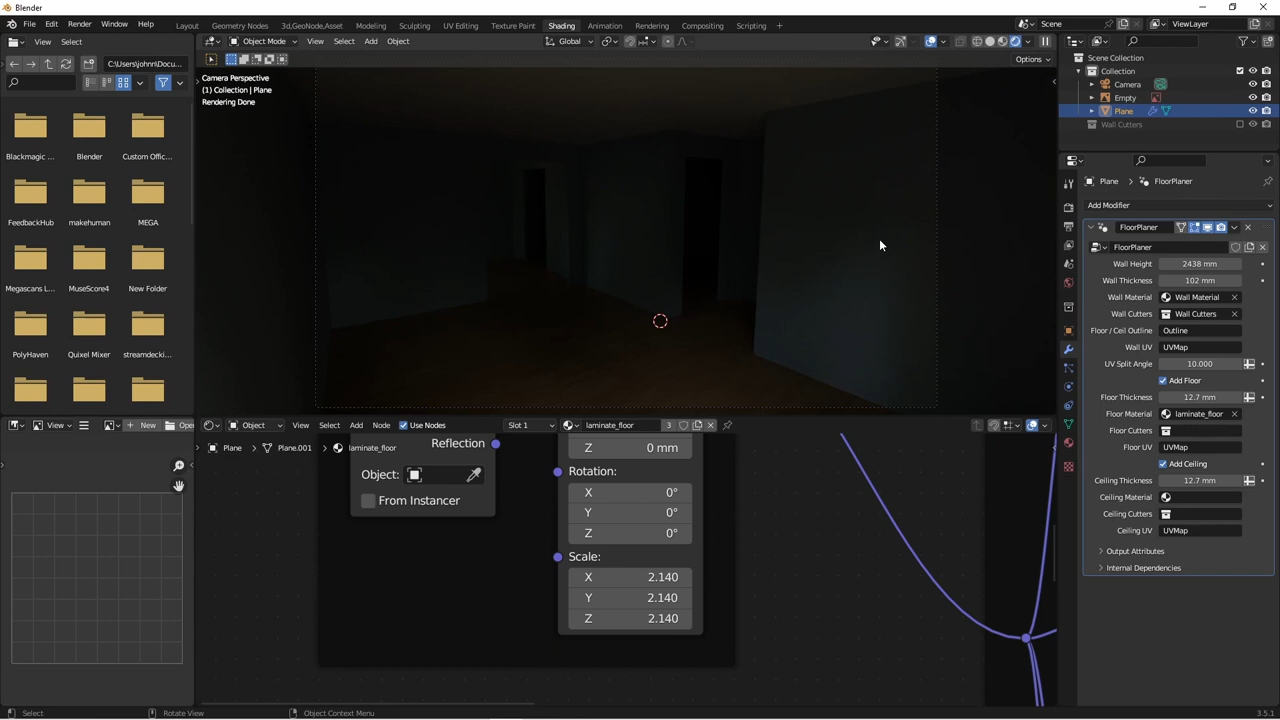 Blender
File Edit Render Window Help
Layout Geometry Nodes 3d.GeoNode.Asset Modeling Sculpting UV Editing Texture Paint Shading Animation Rendering Compositing Scripting
Scene
ViewLayer
View Select
Object Mode View Select Add Object
Global
C:\Users\johnn\Docu...
Options
Blackmagic ... Blender Custom Offic...
FeedbackHub makehuman MEGA
Megascans L... MuseScore4 New Folder
PolyHaven Quixel Mixer streamdecki...
Camera Perspective
(1) Collection | Plane
Rendering Done
Scene Collection
Collection
Camera
Empty
Plane
Wall Cutters
Plane FloorPlaner
Add Modifier
FloorPlaner
FloorPlaner
Wall Height 2438 mm
Wall Thickness 102 mm
Wall Material Wall Material
Wall Cutters Wall Cutters
Floor / Ceil Outline Outline
Wall UV UVMap
UV Split Angle 10.000
Add Floor
Floor Thickness 12.7 mm
Floor Material laminate_floor
Floor Cutters
Floor UV UVMap
Add Ceiling
Ceiling Thickness 12.7 mm
Ceiling Material
Ceiling Cutters
Ceiling UV UVMap
Output Attributes
Internal Dependencies
View New Open
Object View Select Add Node Use Nodes Slot 1 laminate_floor 3
Plane Plane.001 laminate_floor
Reflection
Object:
From Instancer
Z 0 mm
Rotation:
X 0°
Y 0°
Z 0°
Scale:
X 2.140
Y 2.140
Z 2.140
Select Rotate View Object Context Menu
3.5.1